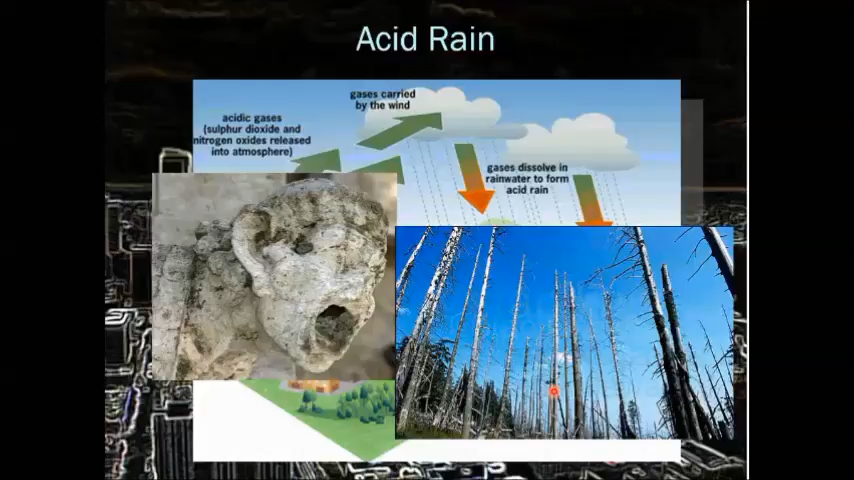 Acid Rain
gases carried
by the wind
acidic gases
(sulphur dioxide and
nitrogen oxides released
into atmosphere)
gases dissolve in
rainwater to form
acid rain